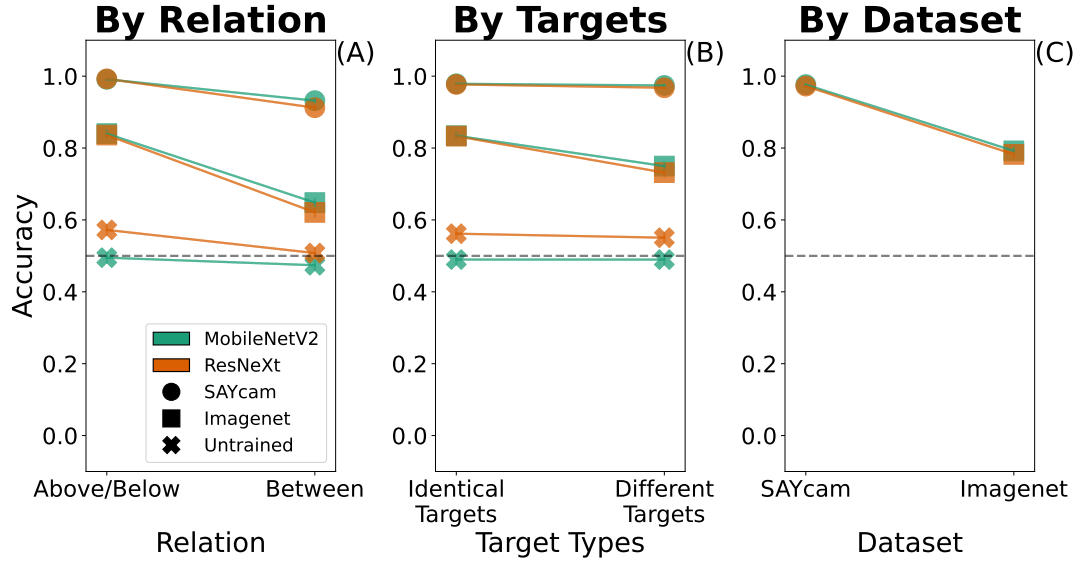 By Relation
(A)
Accuracy
1.0
0.8
0.6
0.4
0.2
0.0
MobileNetV2
ResNeXt
SAYcam
Imagenet
Untrained
Above/Below
Between
Relation
By Targets
(B)
1.0
0.8
0.6
0.4
0.2
0.0
Identical
Targets
Different
Targets
Target Types
By Dataset
(C)
1.0
0.8
0.6
0.4
0.2
0.0
SAYcam
Imagenet
Dataset